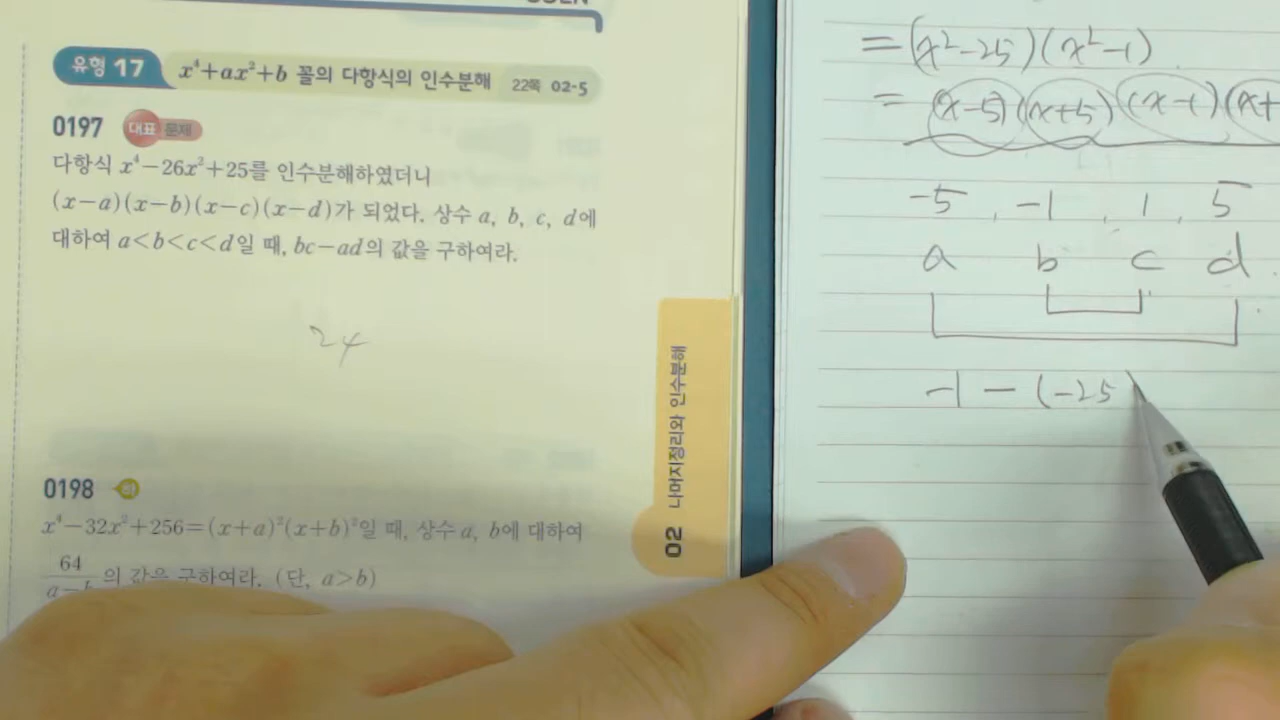 유형 17 x⁴+ax²+b 꼴의 다항식의 인수분해 22쪽 02-5
0197 대표 문제
다항식 x⁴-26x²+25를 인수분해하였더니
(x-a)(x-b)(x-c)(x-d)가 되었다. 상수 a, b, c, d에
대하여 a<b<c<d일 때, bc-ad의 값을 구하여라.
24
0198 하
x⁴-32x²+256=(x+a)²(x+b)²일 때, 상수 a, b에 대하여
64
a-b 의 값을 구하여라. (단, a>b)
02 나머지정리와 인수분해
=(x²-25)(x²-1)
= (x-5)(x+5)(x-1)(x+
-5, -1, 1, 5
a b c d
-1 - (-25)